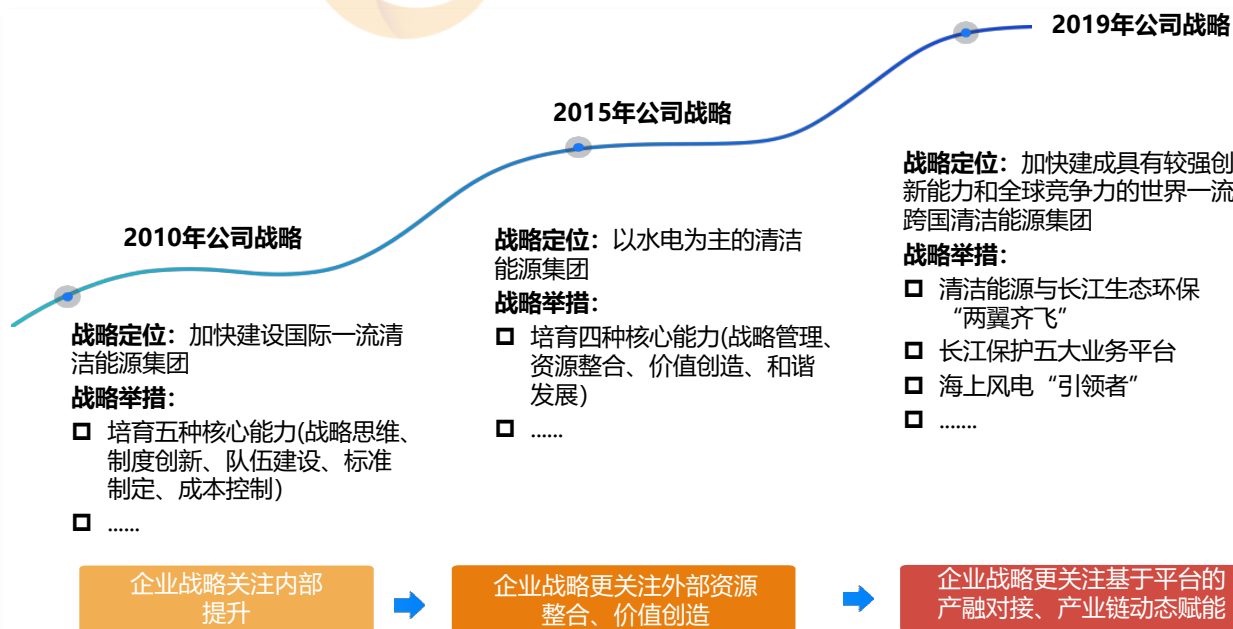 2010年公司战略
战略定位：加快建设国际一流清
洁能源集团
战略举措：
培育五种核心能力(战略思维、
制度创新、队伍建设、标准
制定、成本控制)
......
企业战略关注内部
提升
2015年公司战略
战略定位：以水电为主的清洁
能源集团
战略举措：
培育四种核心能力(战略管理、
资源整合、价值创造、和谐
发展)
......
企业战略更关注外部资源
整合、价值创造
2019年公司战略
战略定位：加快建成具有较强创
新能力和全球竞争力的世界一流
跨国清洁能源集团
战略举措：
清洁能源与长江生态环保
“两翼齐飞”
长江保护五大业务平台
海上风电“引领者”
.......
企业战略更关注基于平台的
产融对接、产业链动态赋能